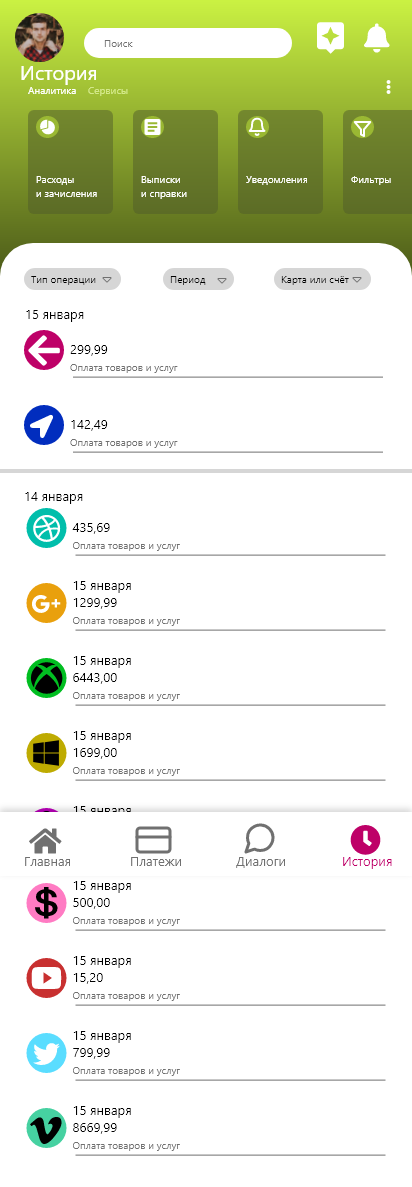 Поиск
История
Аналитика Сервисы
Расходы
и зачисления
Выписки
и справки
Уведомления
Фильтры
Тип операции
Период
Карта или счёт
15 января
299,99
Оплата товаров и услуг
142,49
Оплата товаров и услуг
14 января
435,69
Оплата товаров и услуг
15 января
1299,99
Оплата товаров и услуг
15 января
6443,00
Оплата товаров и услуг
15 января
1699,00
Оплата товаров и услуг
15 января
Главная
Платежи
Диалоги
История
15 января
500,00
Оплата товаров и услуг
15 января
15,20
Оплата товаров и услуг
15 января
799,99
Оплата товаров и услуг
15 января
8669,99
Оплата товаров и услуг